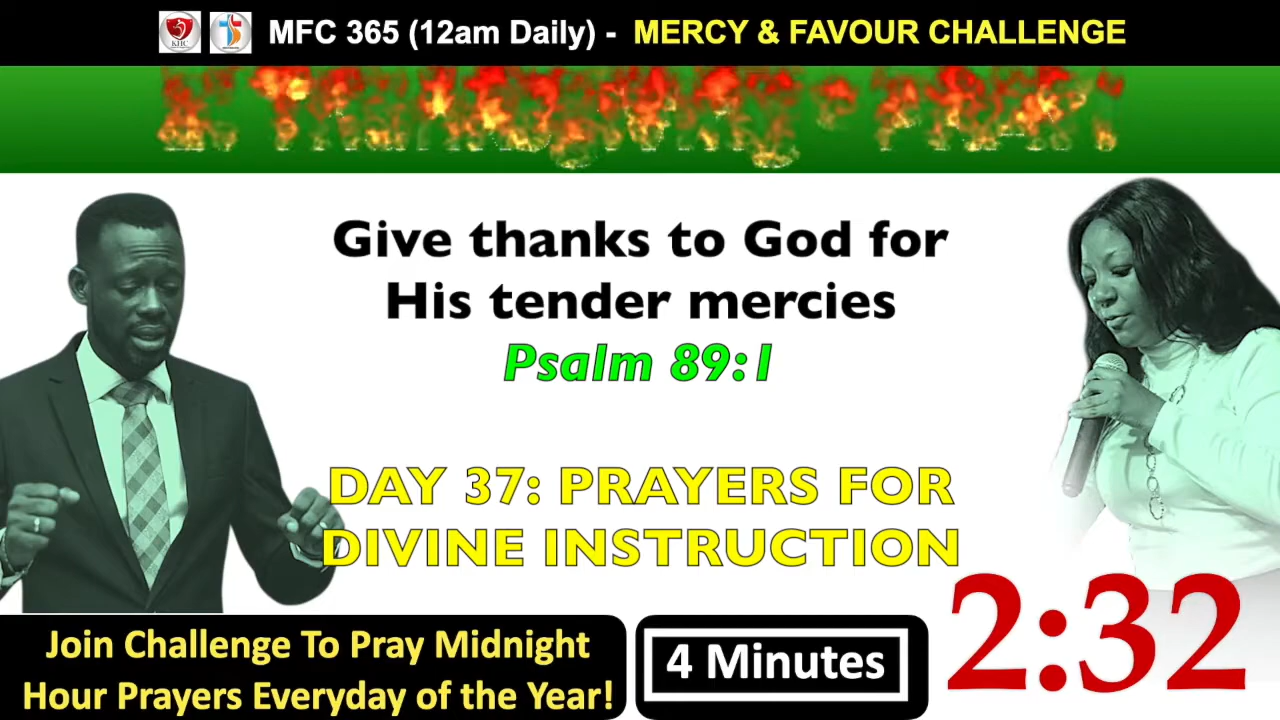 KHC
MFC 365 (12am Daily) - MERCY & FAVOUR CHALLENGE
Give thanks to God for
His tender mercies
Psalm 89:1
DAY 37: PRAYERS FOR
DIVINE INSTRUCTION
2:32
Join Challenge To Pray Midnight
Hour Prayers Everyday of the Year!
4 Minutes